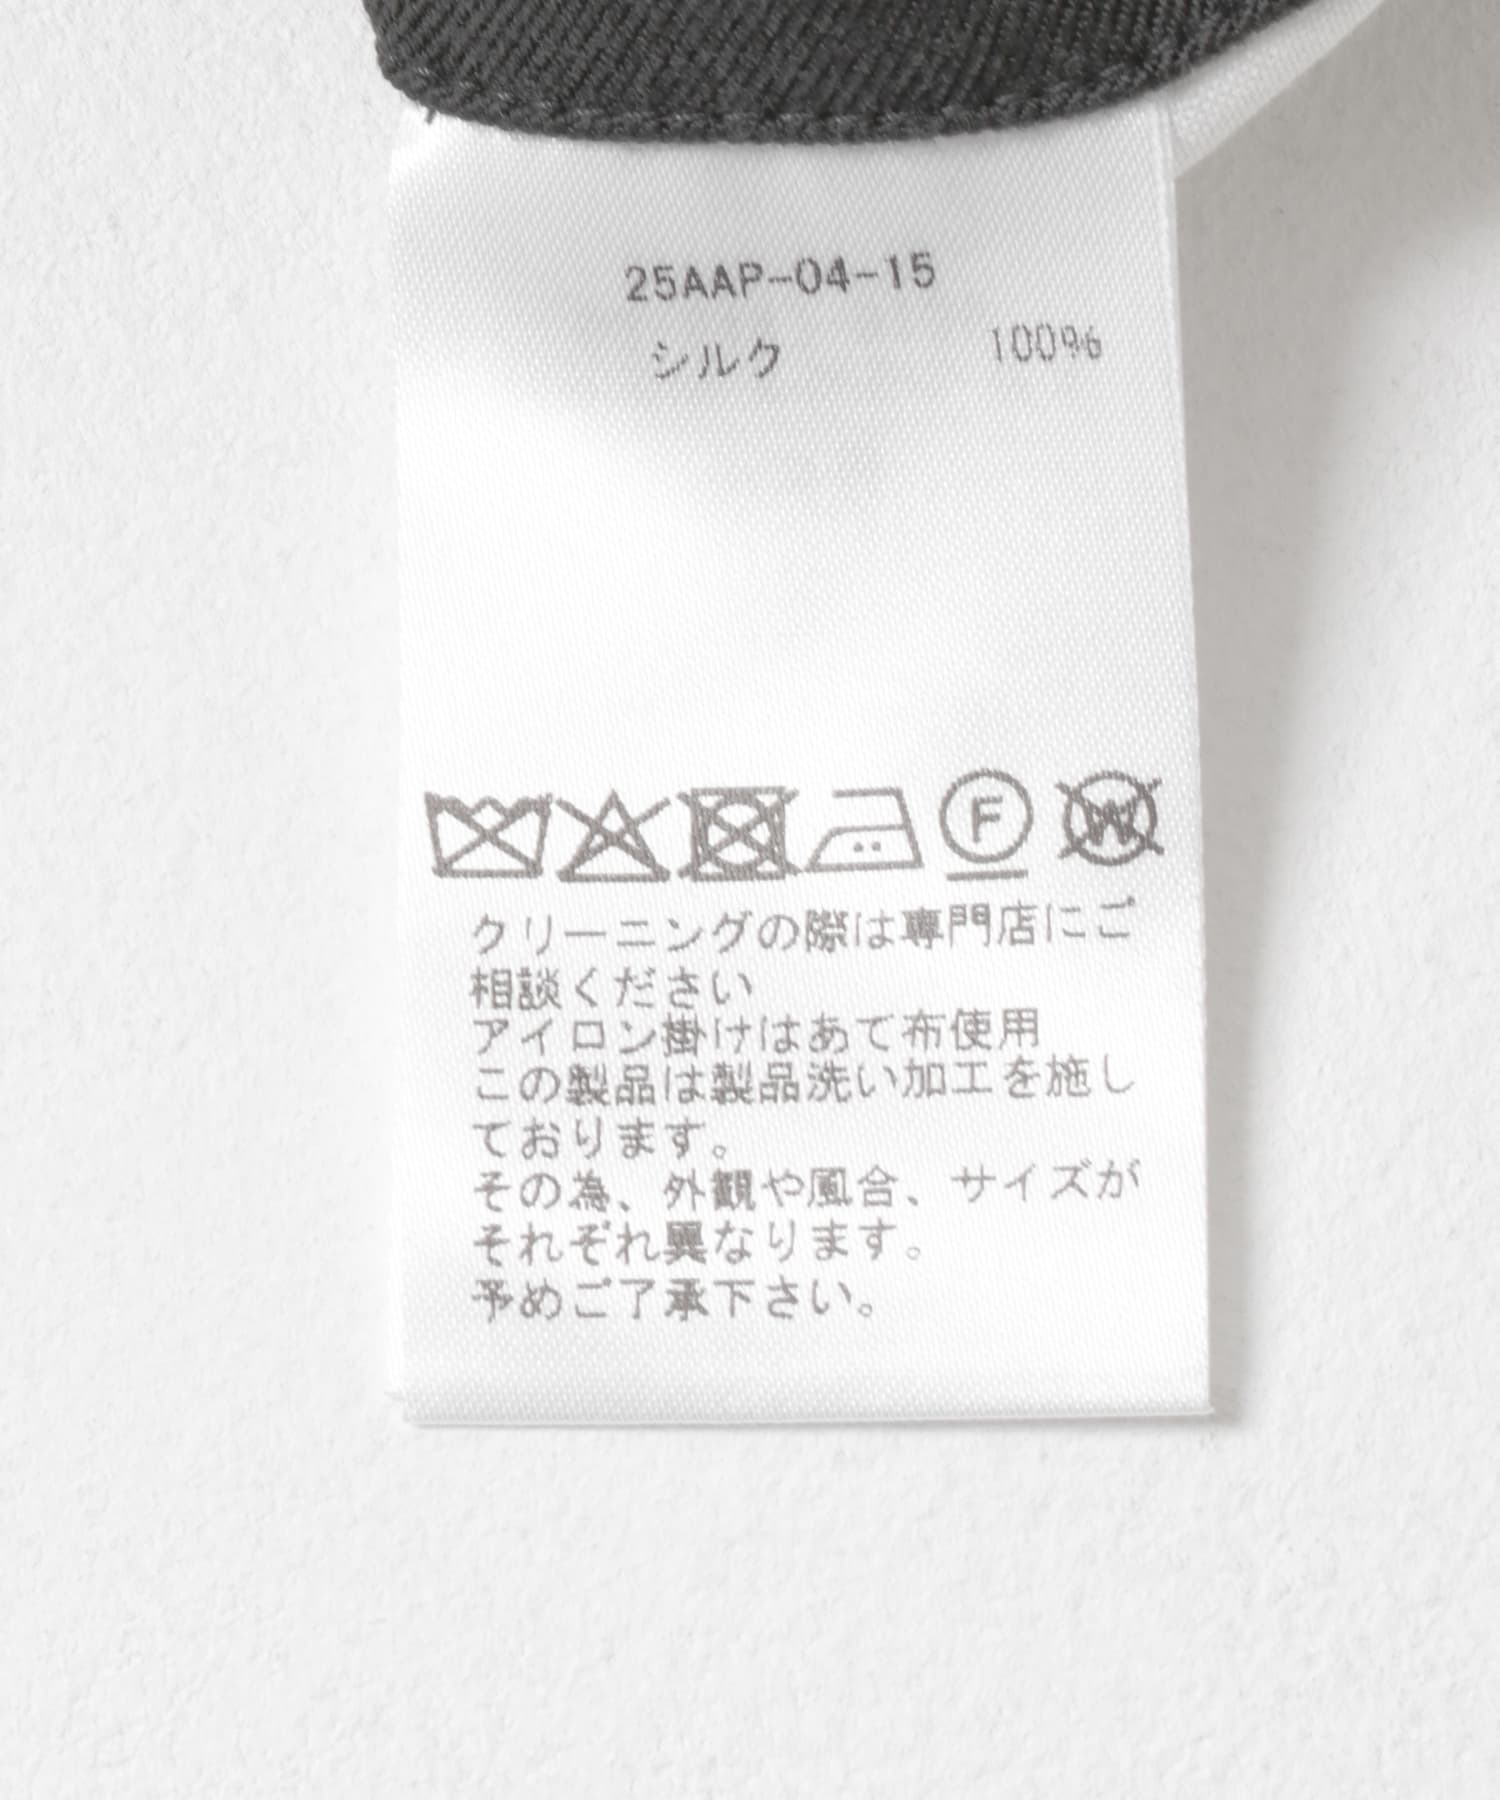 25AAP-04-15
シルク 100%
F W
クリーニングの際は専門店にご
相談ください
アイロン掛けはあて布使用
この製品は製品洗い加工を施し
ております。
その為、外観や風合、サイズが
それぞれ異なります。
予めご了承下さい。